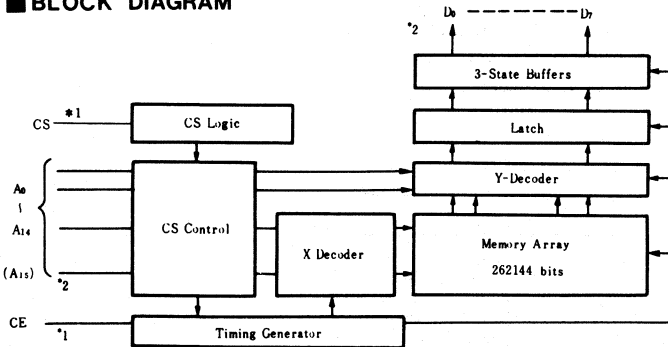 ■BLOCK DIAGRAM
*2 D0 D7
3-State Buffers
CS *1
CS Logic
Latch
Y-Decoder
A0
~
A14
(A15)
*2
CS Control
X Decoder
Memory Array
262144 bits
CE *1
Timing Generator